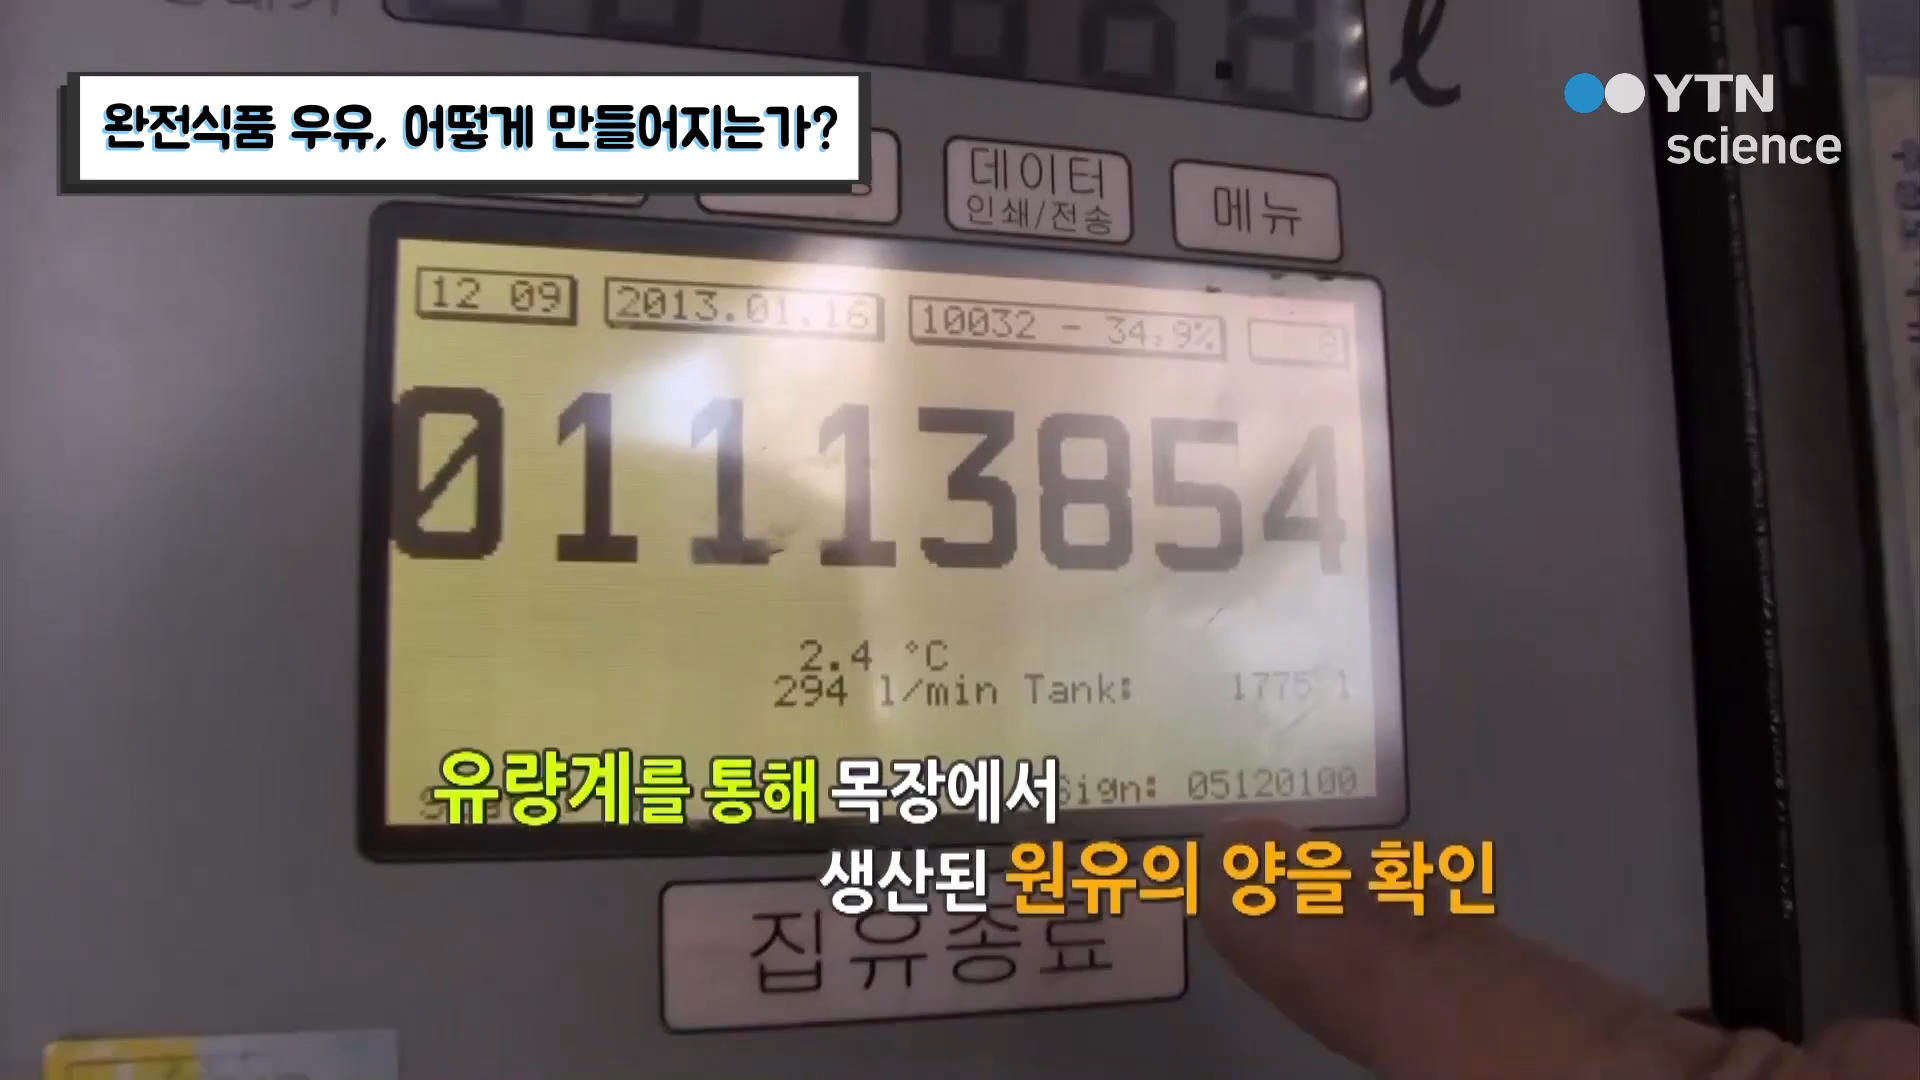 l
완전식품 우유, 어떻게 만들어지는가?
YTN
science
데이터
인쇄/전송
메뉴
12 09
2013.01.16
10032 - 34,9%
01113854
2.4 °C
294 l/min Tank: 1775 l
Sign: 05120100
유량계를 통해 목장에서
생산된 원유의 양을 확인
집유종료